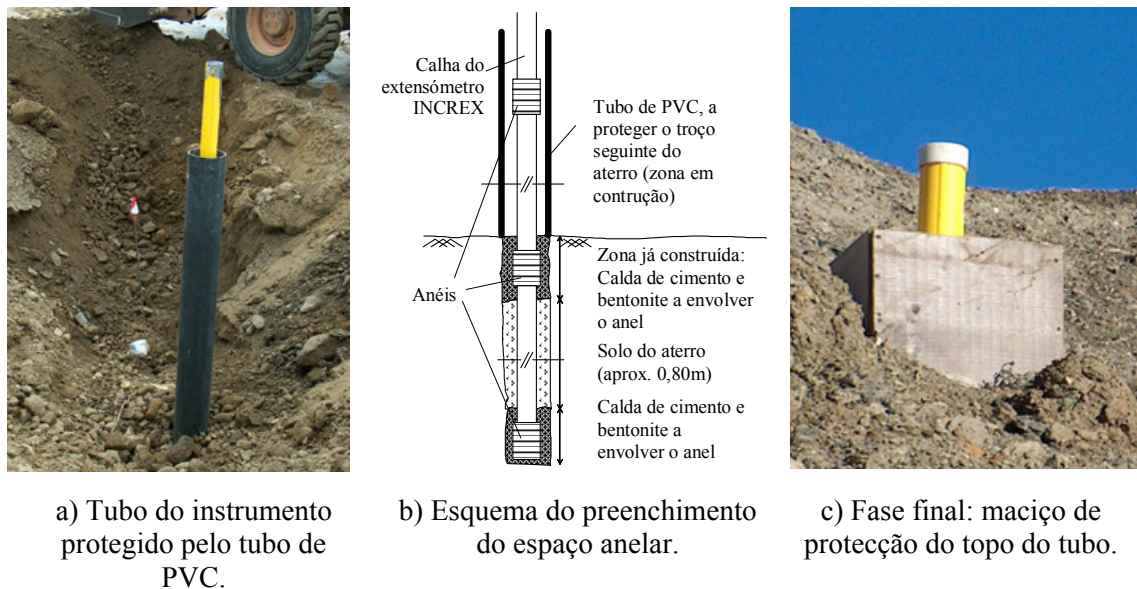 Calha do
extensómetro
INCREX
Tubo de PVC, a
proteger o troço
seguinte do
aterro (zona em
contrução)
Anéis
Zona já construída:
Calda de cimento e
bentonite a envolver
o anel
Solo do aterro
(aprox. 0,80m)
Calda de cimento e
bentonite a
envolver o anel
a) Tubo do instrumento
protegido pelo tubo de
PVC.
b) Esquema do preenchimento
do espaço anelar.
c) Fase final: maciço de
protecção do topo do tubo.